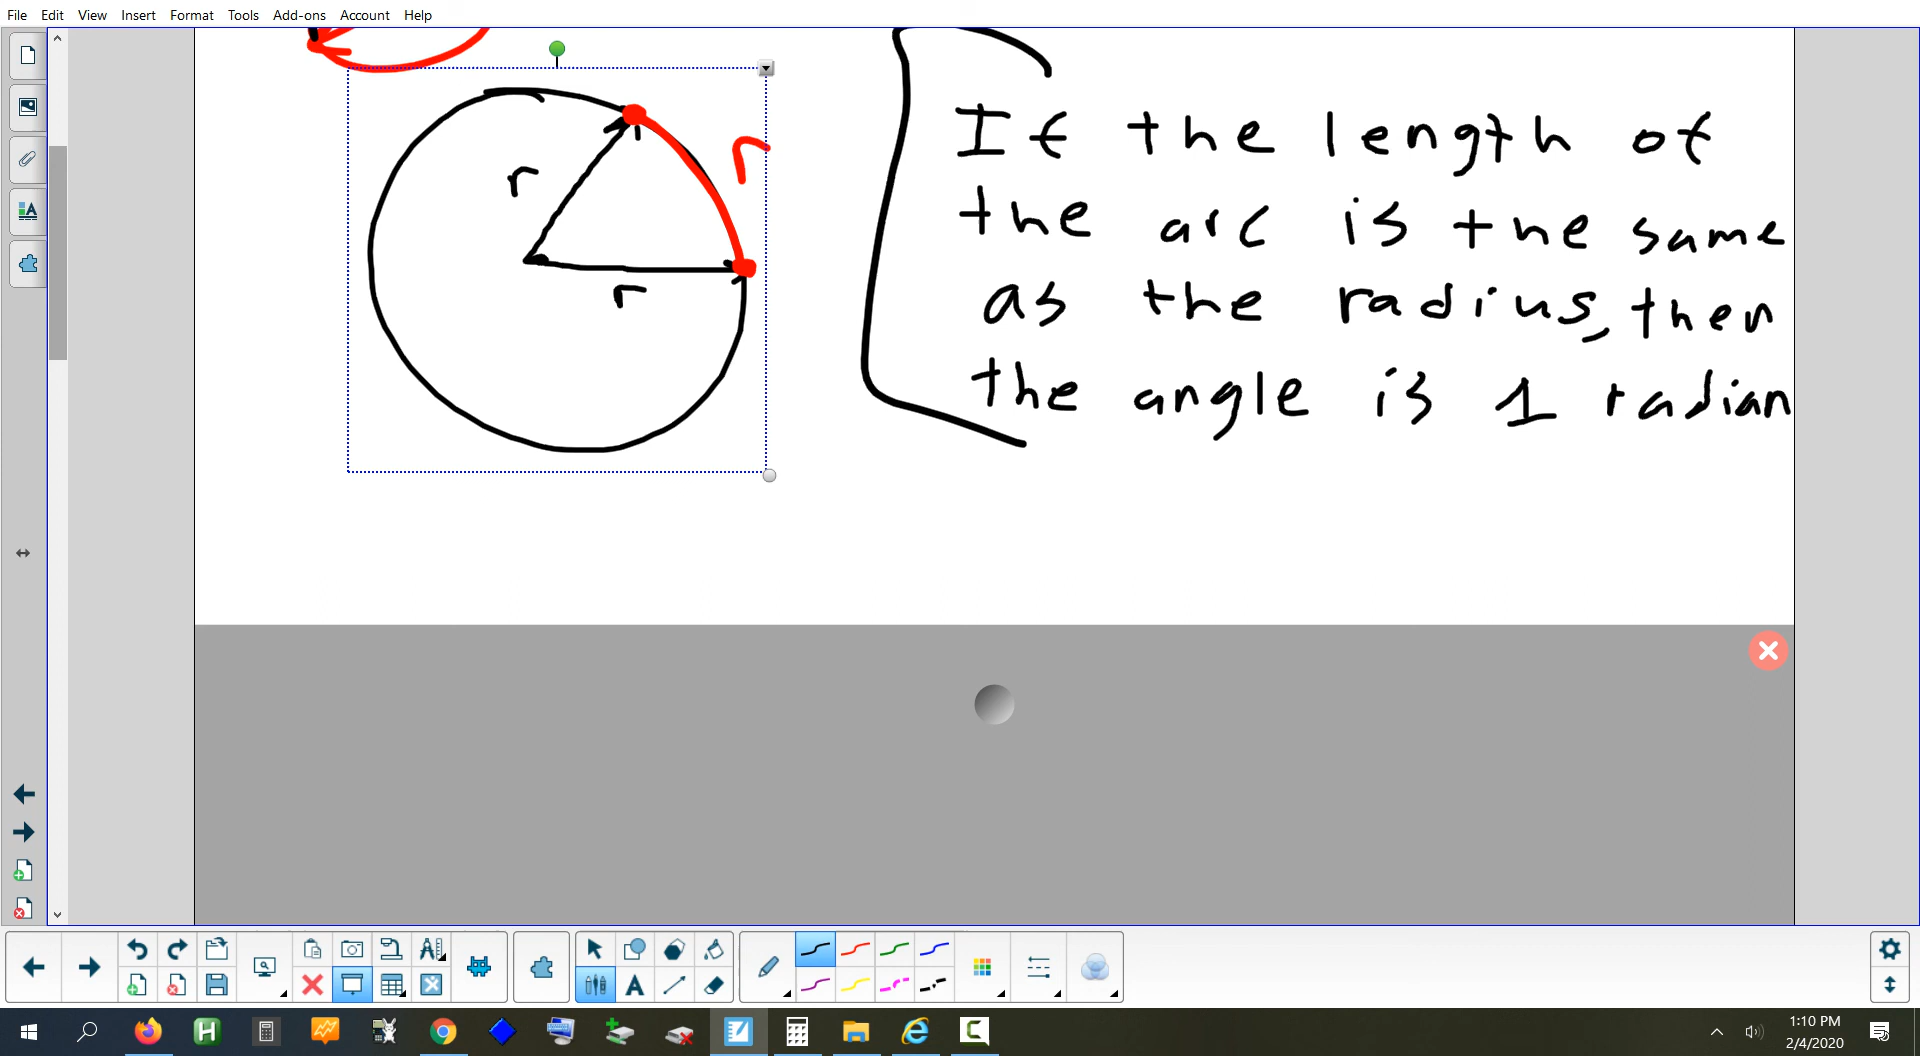 File Edit View Insert Format Tools Add-ons Account Help
r
r
r
If the length of
the arc is the same
as the radius, then
the angle is 1 radian
1:10 PM
2/4/2020